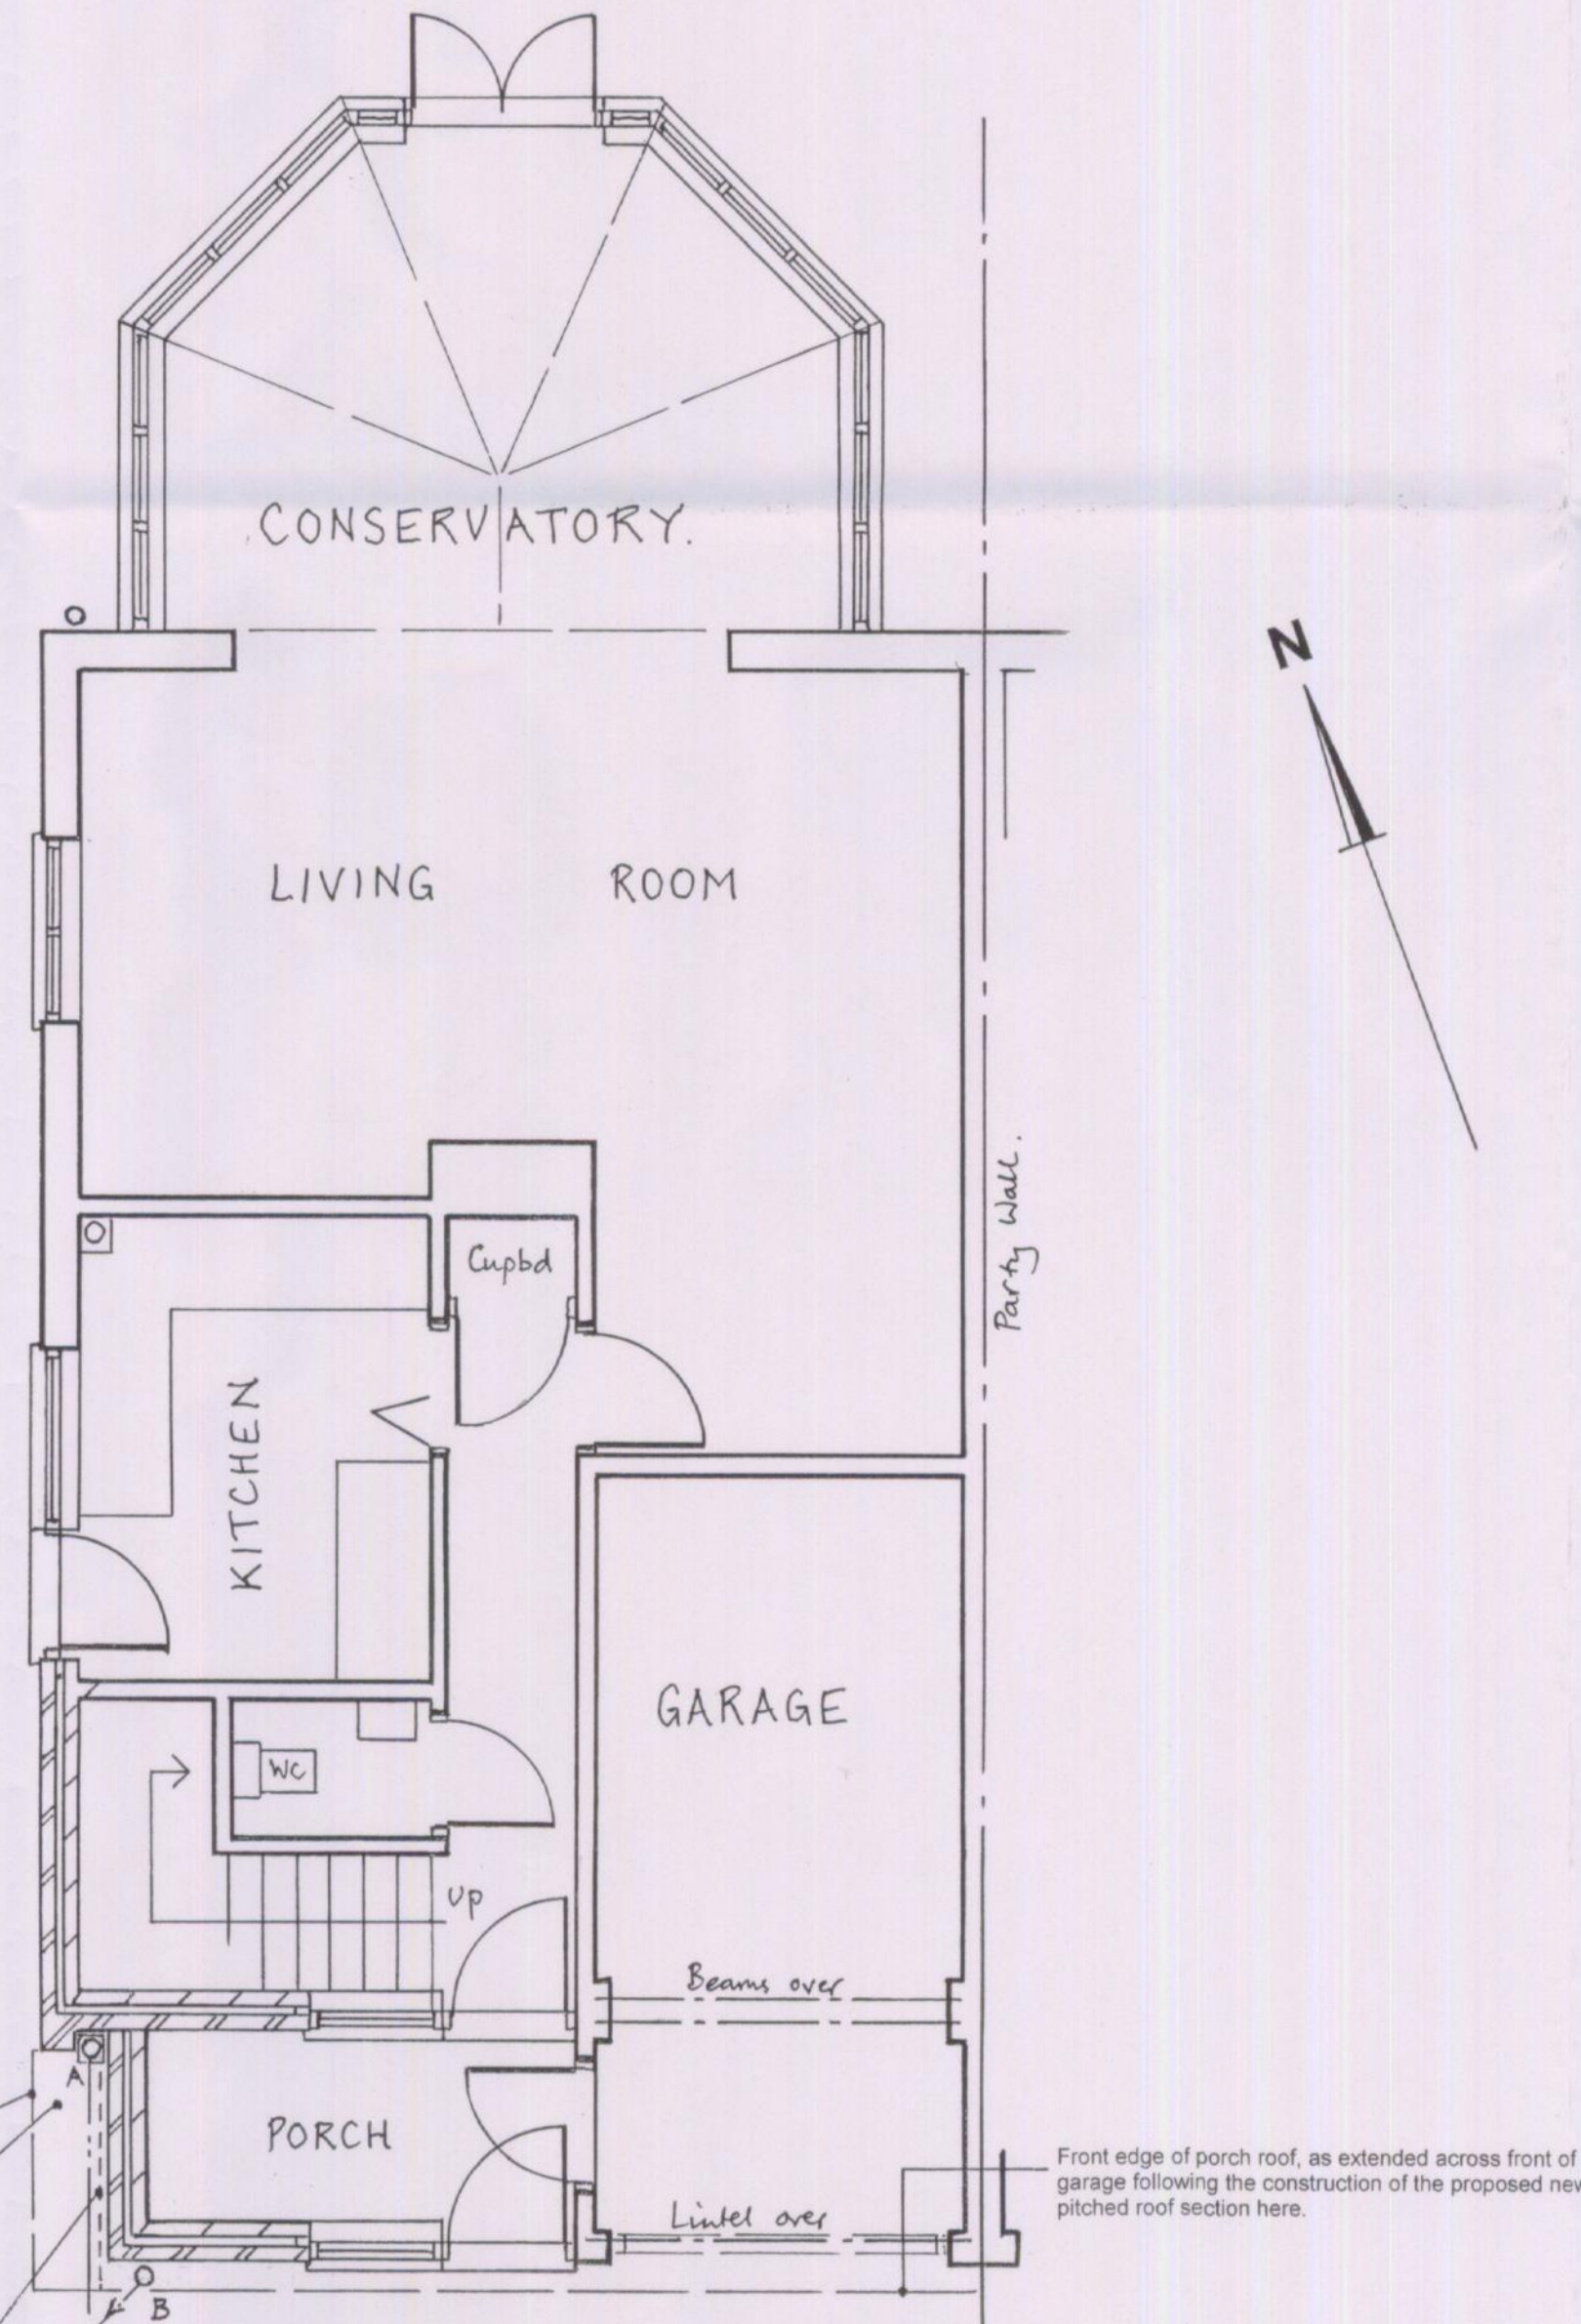 CONSERVATORY.
N
LIVING ROOM
Party Wall.
Cupbd
KITCHEN
GARAGE
WC
Up
Beams over
A
PORCH
Front edge of porch roof, as extended across front of
garage following the construction of the proposed new
pitched roof section here.
Lintel over
B